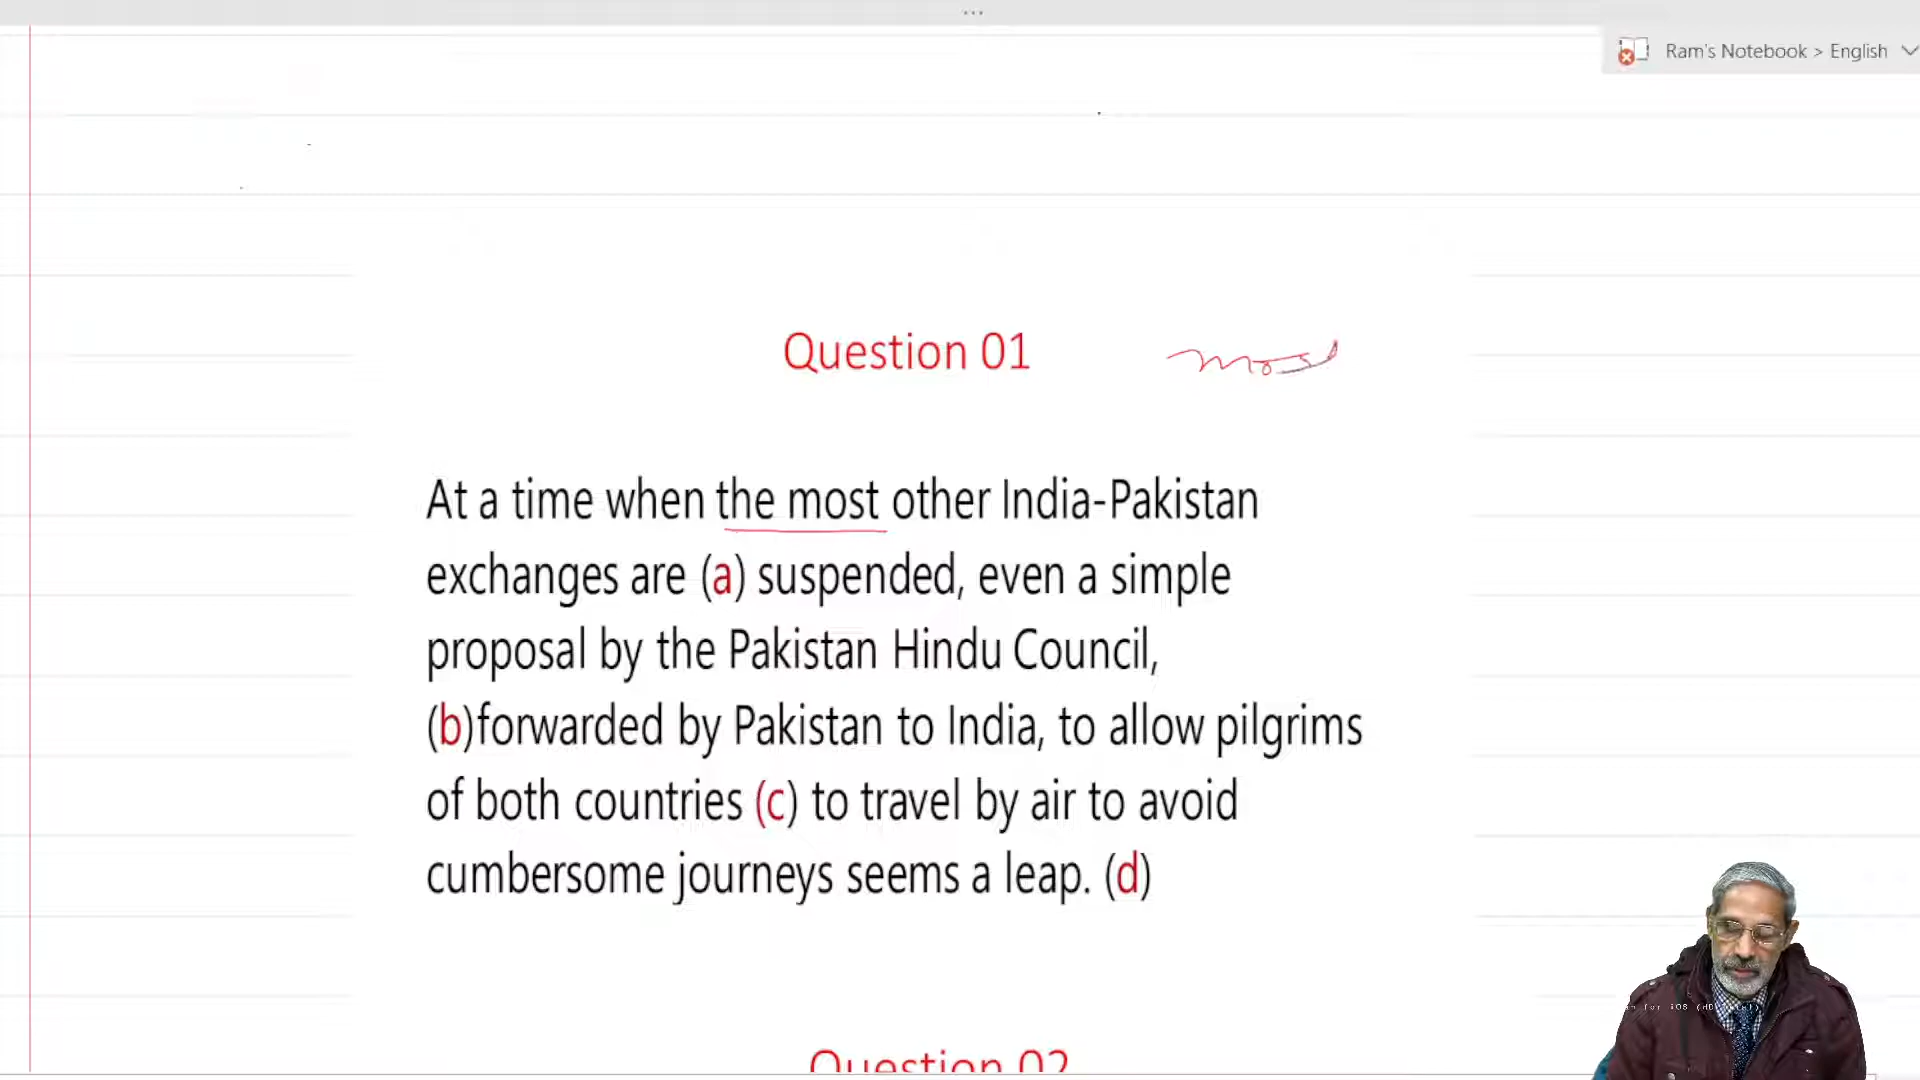 ...
Ram's Notebook > English
Question 01 most
At a time when the most other India-Pakistan
exchanges are (a) suspended, even a simple
proposal by the Pakistan Hindu Council,
(b)forwarded by Pakistan to India, to allow pilgrims
of both countries (c) to travel by air to avoid
cumbersome journeys seems a leap. (d)
Question 02